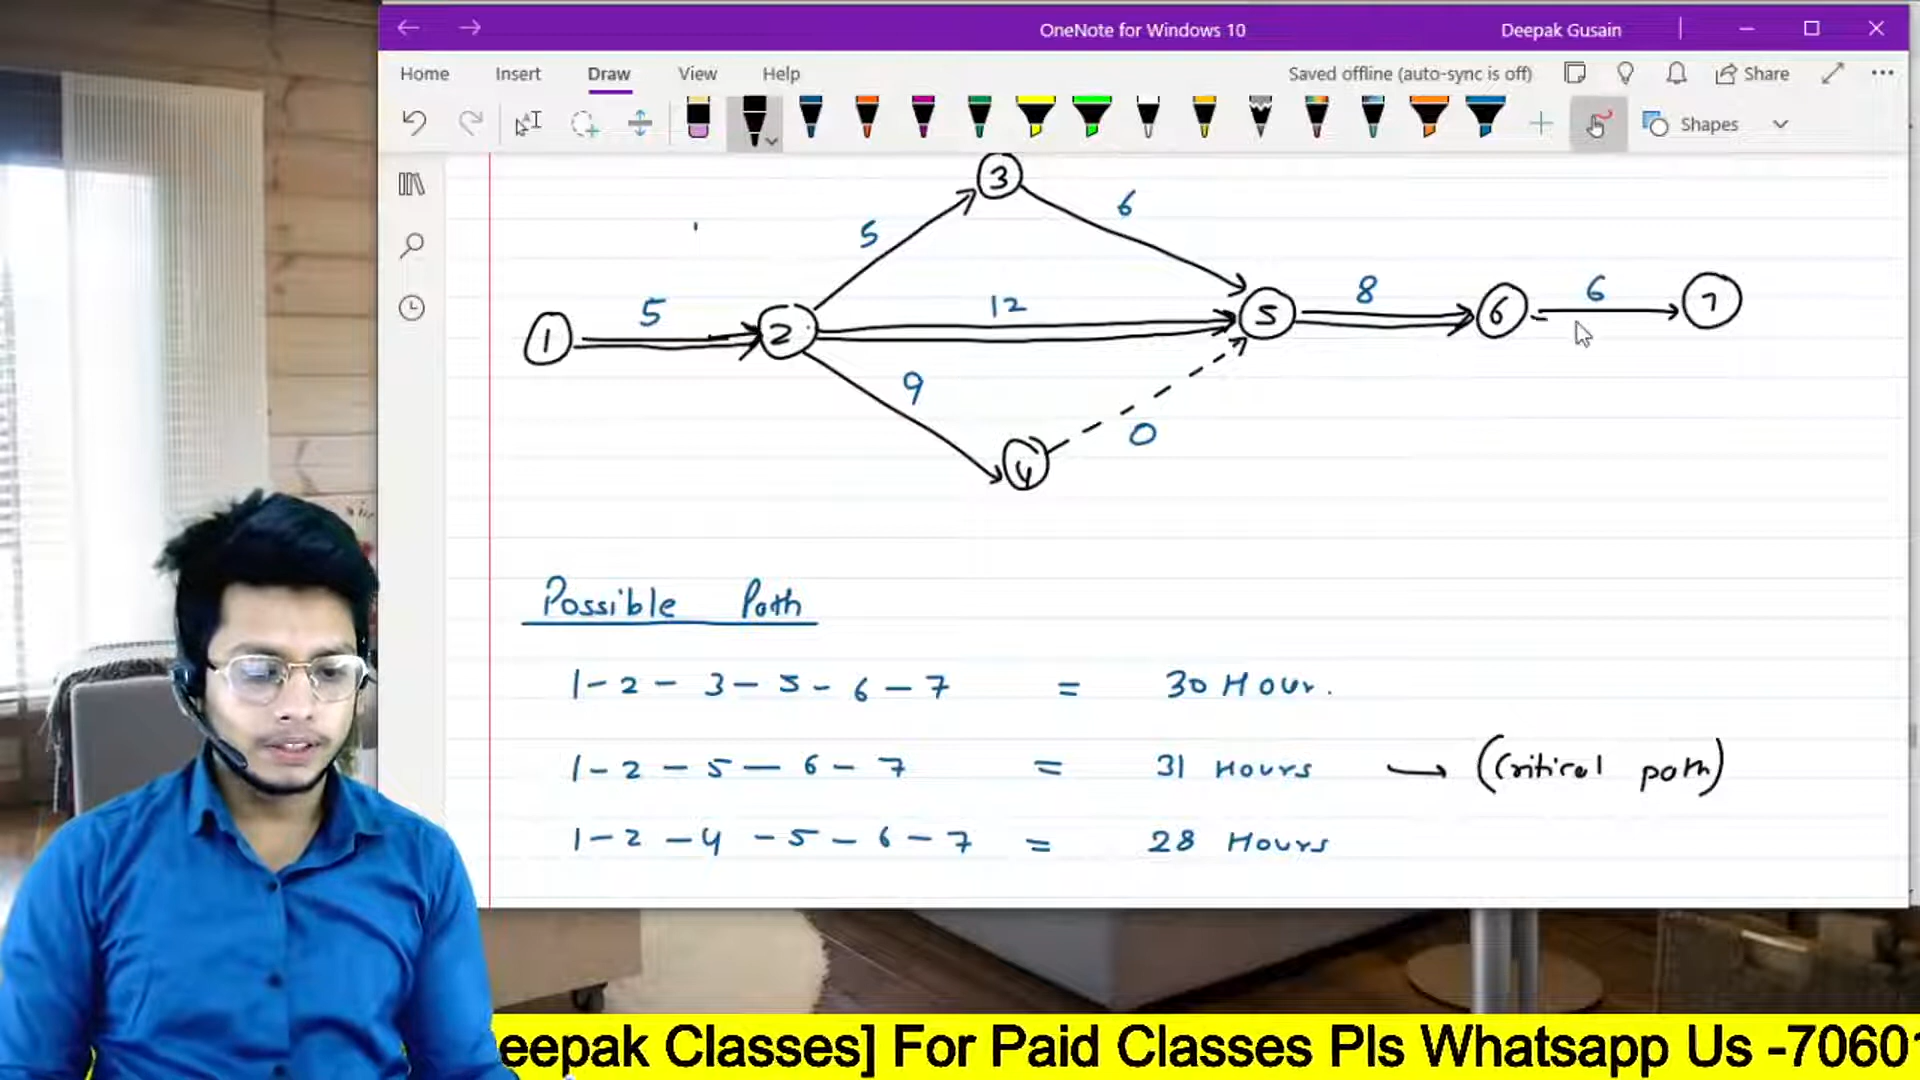 OneNote for Windows 10
Deepak Gusain
Home Insert Draw View Help
Saved offline (auto-sync is off)
Share
Shapes
3
5
6
1
5
2
12
5
8
6
6
7
9
0
4
Possible Path
1-2-3-5-6-7 = 30 Hour.
1-2-5-6-7 = 31 Hours → (Critical path)
1-2-4-5-6-7 = 28 Hours
eepak Classes] For Paid Classes Pls Whatsapp Us -7060